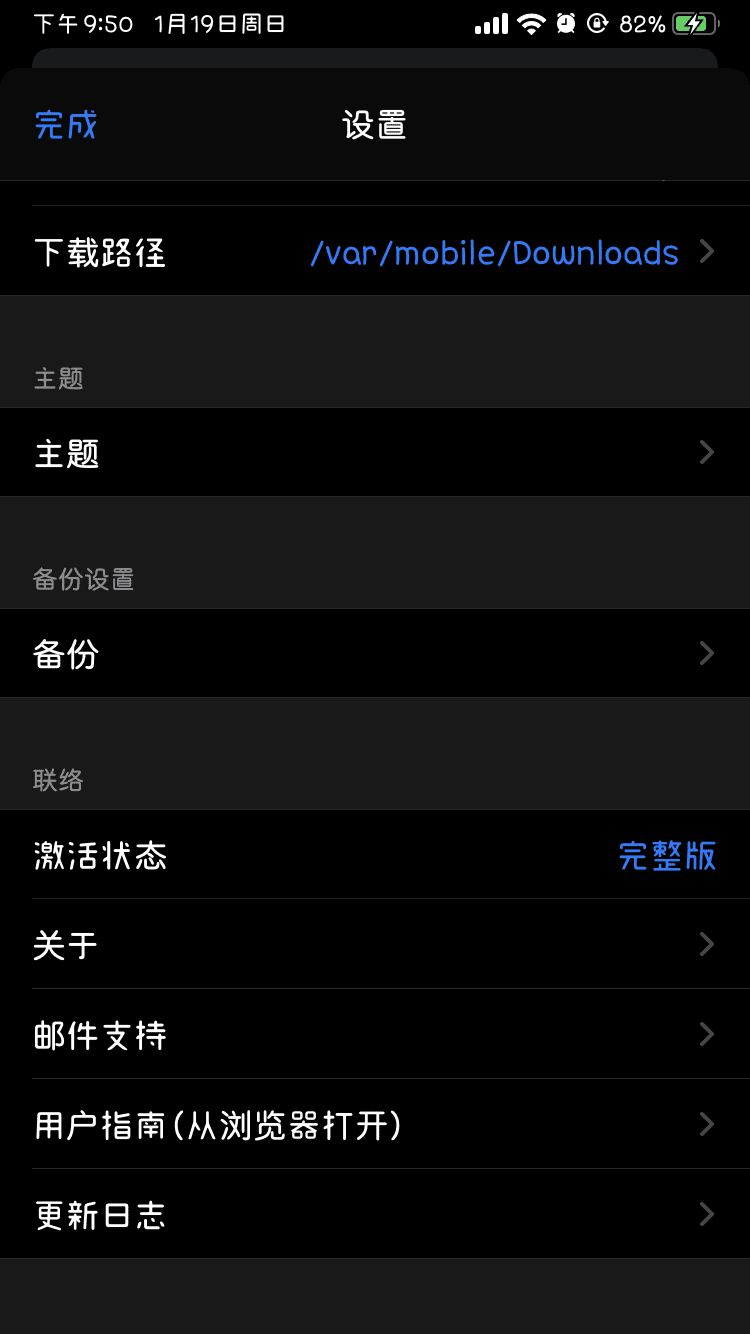 下午9:50 1月19日周日 82%
完成 设置
下载路径 /var/mobile/Downloads
主题
主题
备份设置
备份
联络
激活状态 完整版
关于
邮件支持
用户指南(从浏览器打开)
更新日志